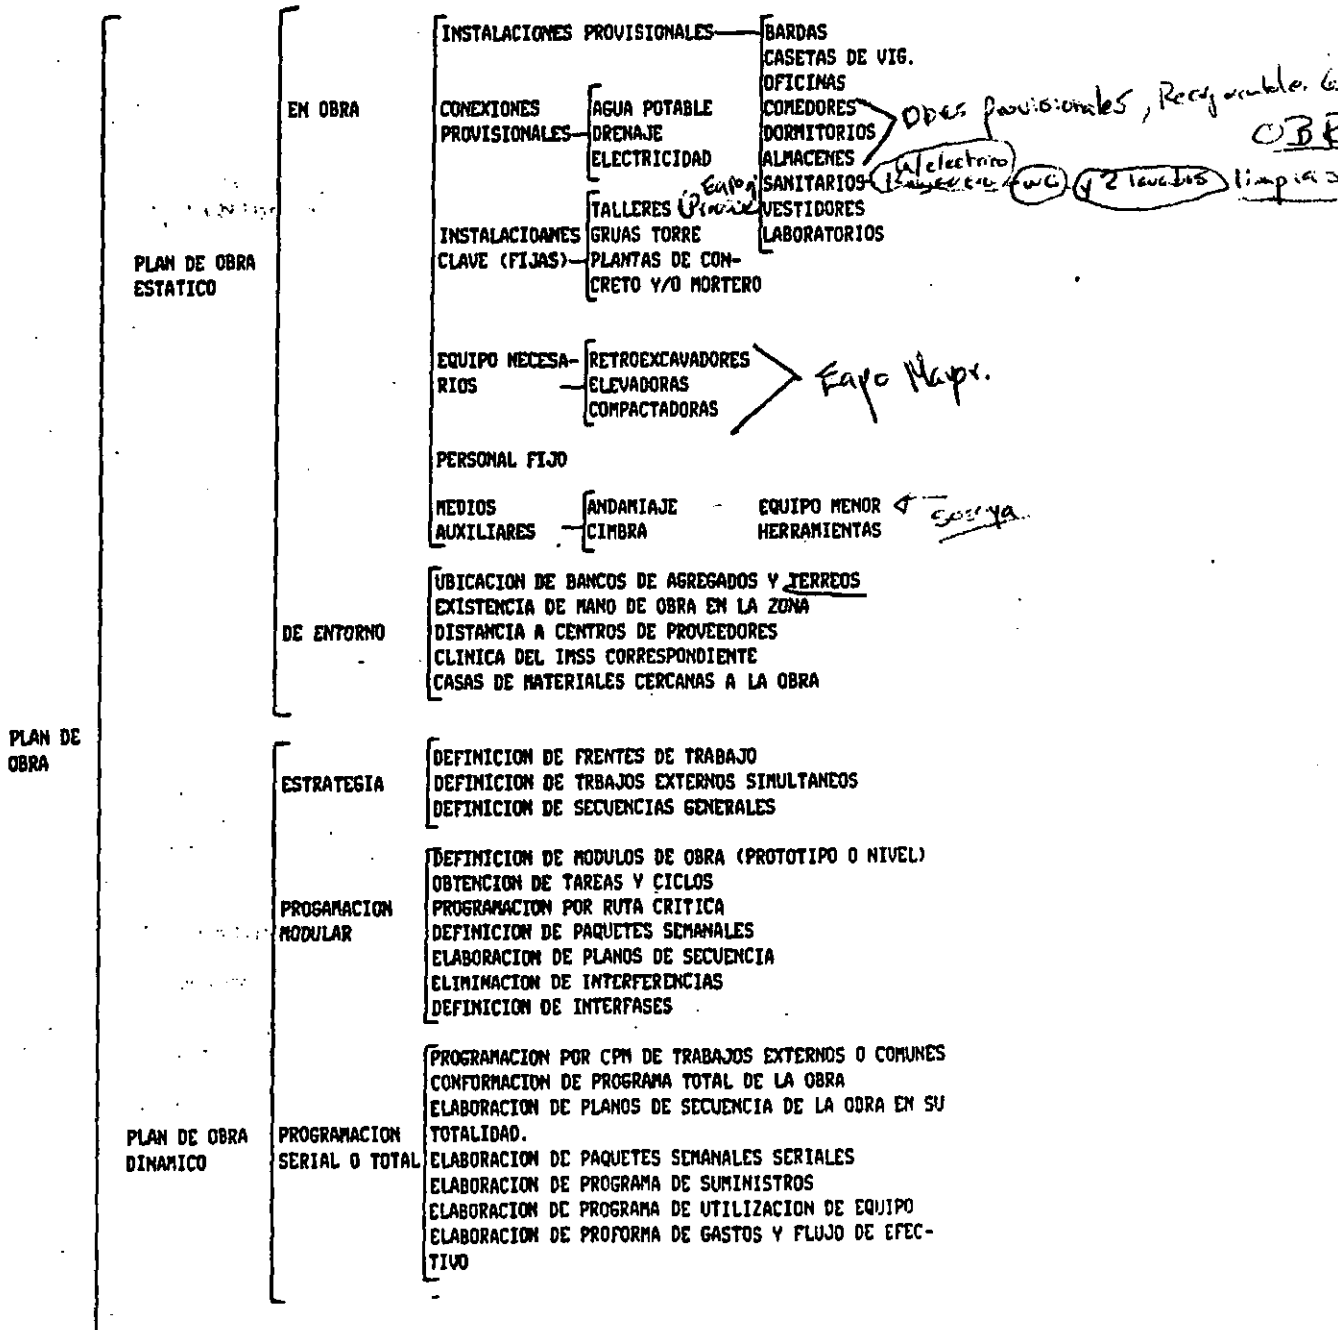 INSTALACIONES PROVISIONALES
BARDAS
CASETAS DE VIG.
OFICINAS
COMEDORES
DORMITORIOS
ALMACENES
SANITARIOS
VESTIDORES
LABORATORIOS
provisionales,
y 2 lavabos
EN OBRA
CONEXIONES
PROVISIONALES
AGUA POTABLE
DRENAJE
ELECTRICIDAD
INSTALACIOANES
CLAVE (FIJAS)
TALLERES
GRUAS TORRE
PLANTAS DE CON-
CRETO Y/O MORTERO
PLAN DE OBRA
ESTATICO
EQUIPO NECESA-
RIOS
RETROEXCAVADORES
ELEVADORAS
COMPACTADORAS
PERSONAL FIJO
MEDIOS
AUXILIARES
ANDAMIAJE
CIMBRA
EQUIPO MENOR
HERRAMIENTAS
DE ENTORNO
UBICACION DE BANCOS DE AGREGADOS Y TERREOS
EXISTENCIA DE MANO DE OBRA EN LA ZONA
DISTANCIA A CENTROS DE PROVEEDORES
CLINICA DEL IMSS CORRESPONDIENTE
CASAS DE MATERIALES CERCANAS A LA OBRA
PLAN DE
OBRA
ESTRATEGIA
DEFINICION DE FRENTES DE TRABAJO
DEFINICION DE TRBAJOS EXTERNOS SIMULTANEOS
DEFINICION DE SECUENCIAS GENERALES
PROGAMACION
MODULAR
DEFINICION DE MODULOS DE OBRA (PROTOTIPO O NIVEL)
OBTENCION DE TAREAS Y CICLOS
PROGRAMACION POR RUTA CRITICA
DEFINICION DE PAQUETES SEMANALES
ELABORACION DE PLANOS DE SECUENCIA
ELIMINACION DE INTERFERENCIAS
DEFINICION DE INTERFASES
PLAN DE OBRA
DINAMICO
PROGRAMACION
SERIAL O TOTAL
PROGRAMACION POR CPM DE TRABAJOS EXTERNOS O COMUNES
CONFORMACION DE PROGRAMA TOTAL DE LA OBRA
ELABORACION DE PLANOS DE SECUENCIA DE LA OBRA EN SU
TOTALIDAD.
ELABORACION DE PAQUETES SEMANALES SERIALES
ELABORACION DE PROGRAMA DE SUMINISTROS
ELABORACION DE PROGRAMA DE UTILIZACION DE EQUIPO
ELABORACION DE PROFORMA DE GASTOS Y FLUJO DE EFEC-
TIVO